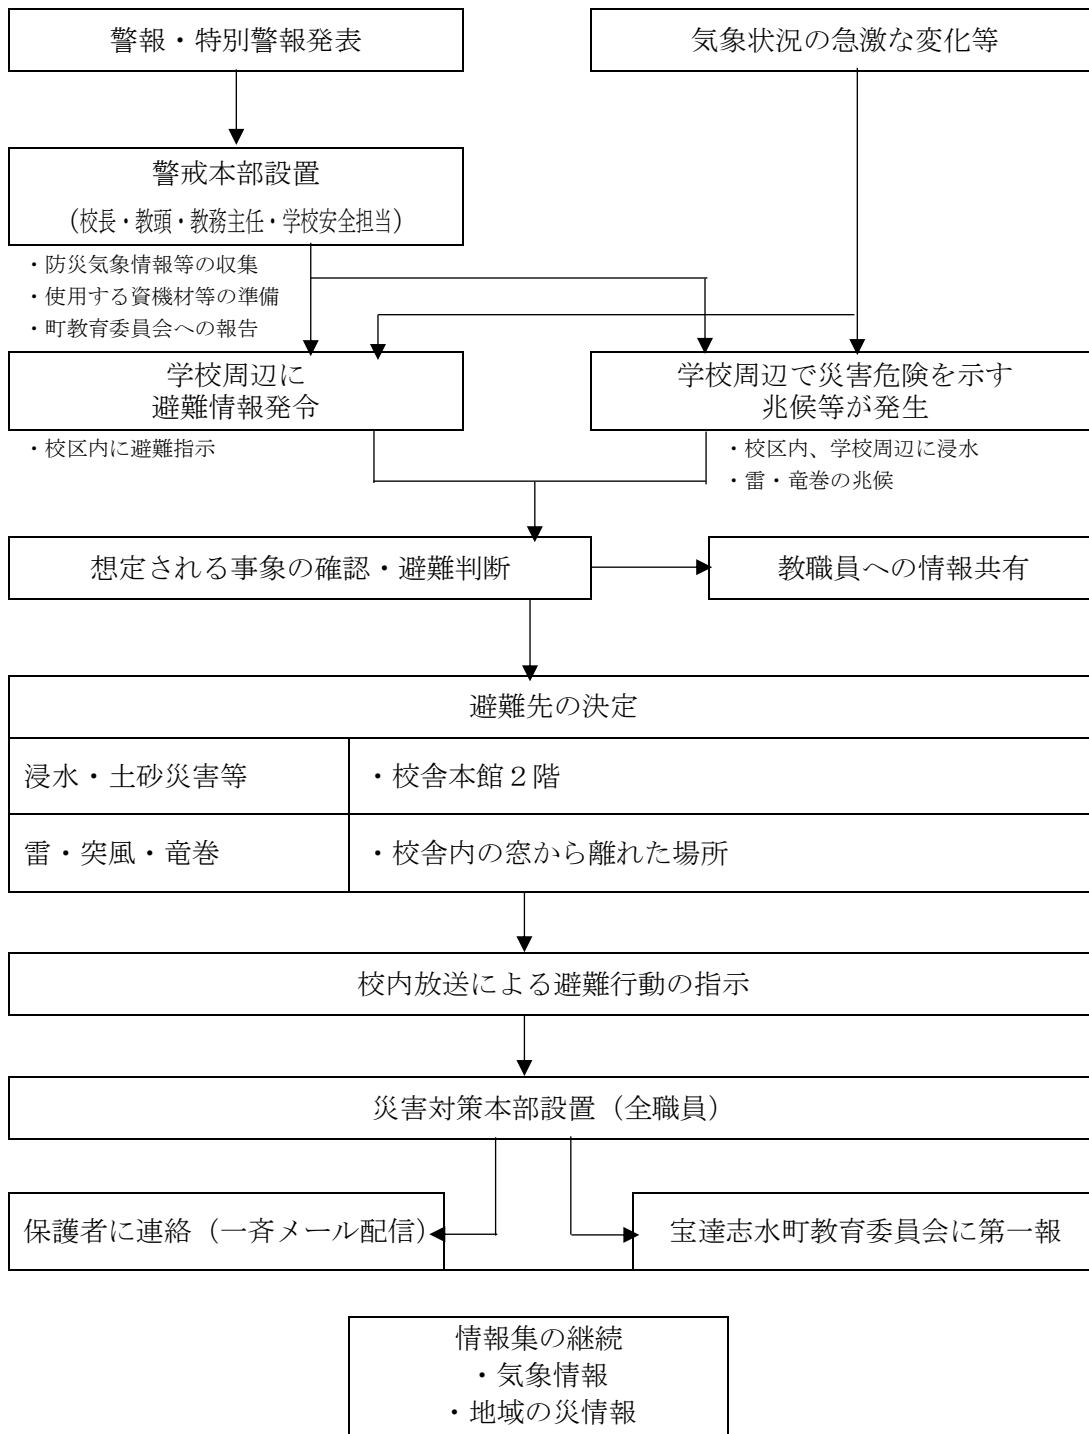 警報・特別警報発表
気象状況の急激な変化等
警戒本部設置
（校長・教頭・教務主任・学校安全担当）
・防災気象情報等の収集
・使用する資機材等の準備
・町教育委員会への報告
学校周辺に
避難情報発令
学校周辺で災害危険を示す
兆候等が発生
・校区内に避難指示
・校区内、学校周辺に浸水
・雷・竜巻の兆候
想定される事象の確認・避難判断
教職員への情報共有
避難先の決定
浸水・土砂災害等
・校舎本館２階
雷・突風・竜巻
・校舎内の窓から離れた場所
校内放送による避難行動の指示
災害対策本部設置（全職員）
保護者に連絡（一斉メール配信）
宝達志水町教育委員会に第一報
情報集の継続
・気象情報
・地域の災情報